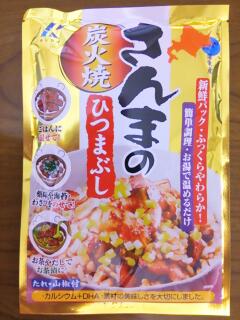 炭火焼
さんまの
ひつまぶし
新鮮パック・ふっくらやわらか!
簡単調理・お湯で温めるだけ
ごはんに
混ぜて!
お茶やだしで
お茶漬に
たれ・山椒付
カルシウム+DHA・素材の美味しさを大切にしました。